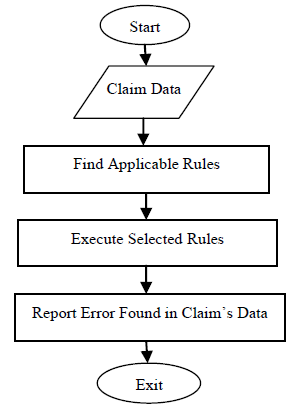 Start
Claim Data
Find Applicable Rules
Execute Selected Rules
Report Error Found in Claim's Data
Exit